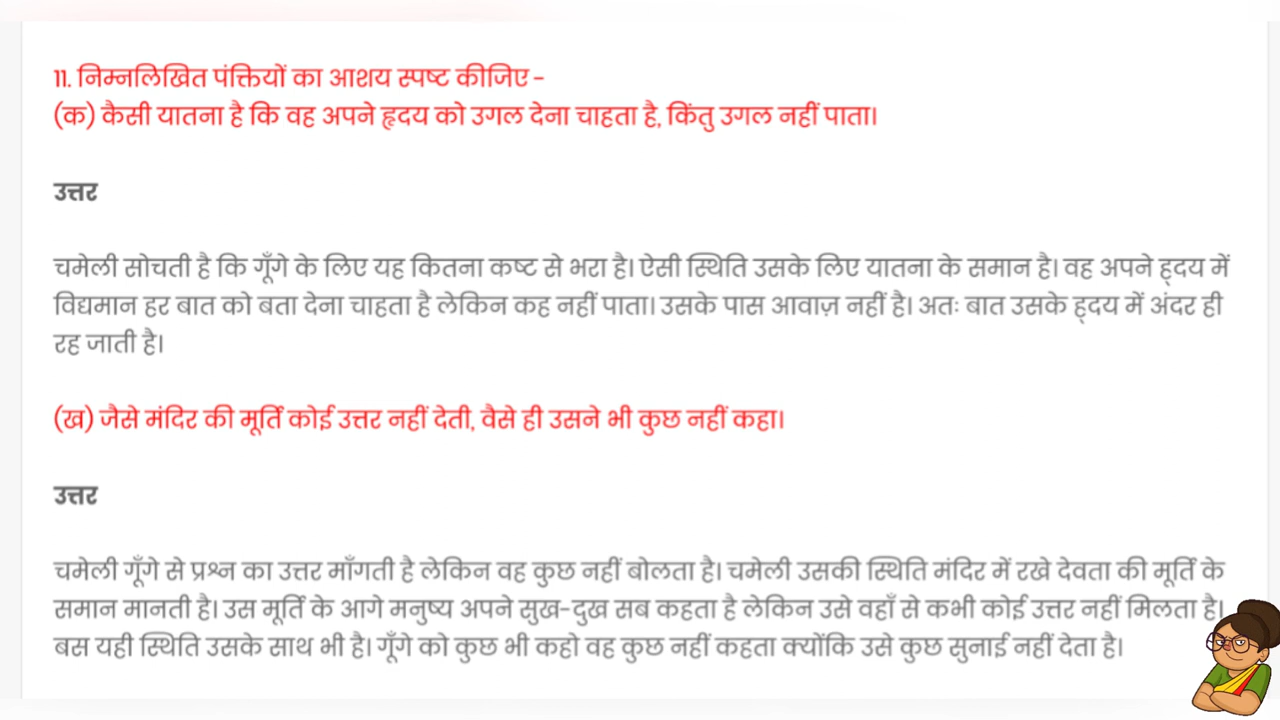 11. निम्नलिखित पंक्तियों का आशय स्पष्ट कीजिए -
(क) कैसी यातना है कि वह अपने हृदय को उगल देना चाहता है, किंतु उगल नहीं पाता।
उत्तर
चमेली सोचती है कि गूँगे के लिए यह कितना कष्ट से भरा है। ऐसी स्थिति उसके लिए यातना के समान है। वह अपने हृदय में
विद्यमान हर बात को बता देना चाहता है लेकिन कह नहीं पाता। उसके पास आवाज़ नहीं है। अतः बात उसके हृदय में अंदर ही
रह जाती है।
(ख) जैसे मंदिर की मूर्ति कोई उत्तर नहीं देती, वैसे ही उसने भी कुछ नहीं कहा।
उत्तर
चमेली गूँगे से प्रश्न का उत्तर माँगती है लेकिन वह कुछ नहीं बोलता है। चमेली उसकी स्थिति मंदिर में रखे देवता की मूर्ति के
समान मानती है। उस मूर्ति के आगे मनुष्य अपने सुख-दुख सब कहता है लेकिन उसे वहाँ से कभी कोई उत्तर नहीं मिलता है।
बस यही स्थिति उसके साथ भी है। गूँगे को कुछ भी कहो वह कुछ नहीं कहता क्योंकि उसे कुछ सुनाई नहीं देता है।